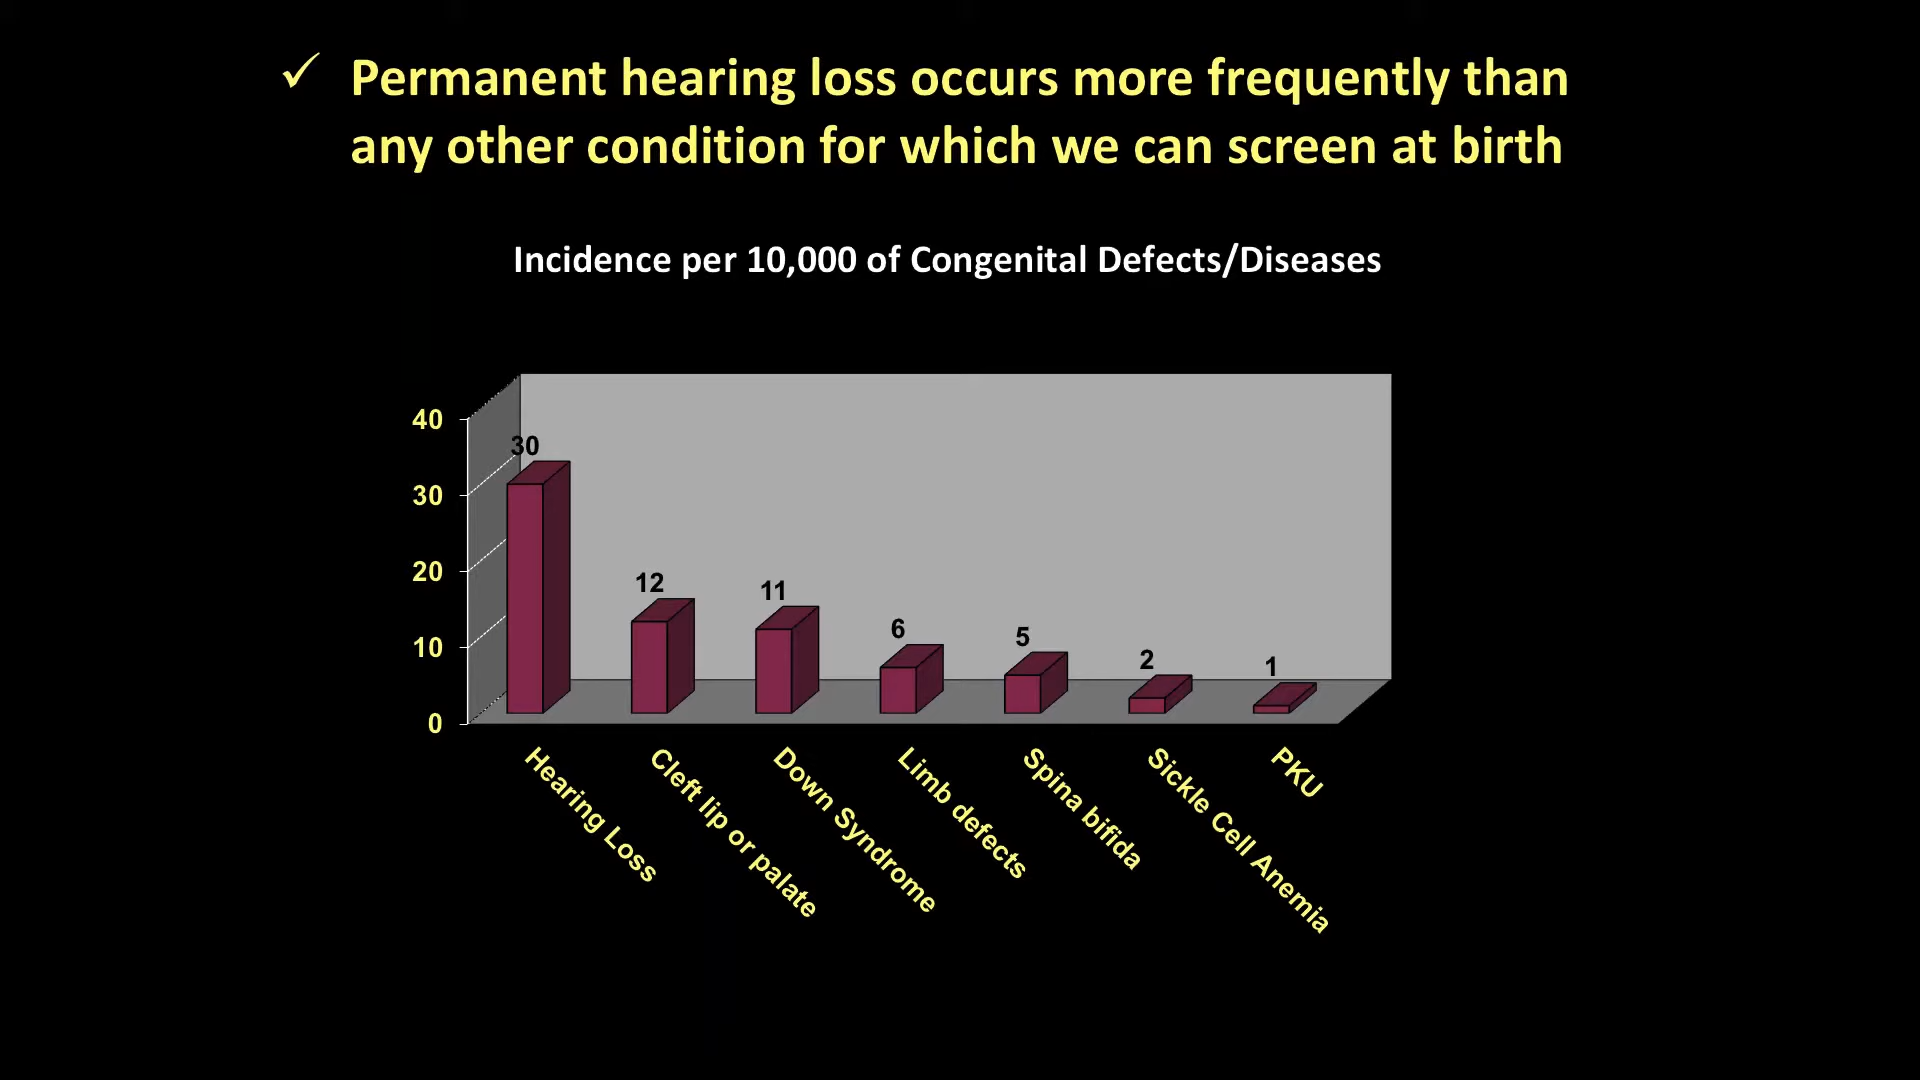 ✓ Permanent hearing loss occurs more frequently than
any other condition for which we can screen at birth
Incidence per 10,000 of Congenital Defects/Diseases
40
30
20
10
0
30
12
11
6
5
2
1
Hearing Loss
Cleft lip or palate
Down Syndrome
Limb defects
Spina bifida
Sickle Cell Anemia
PKU